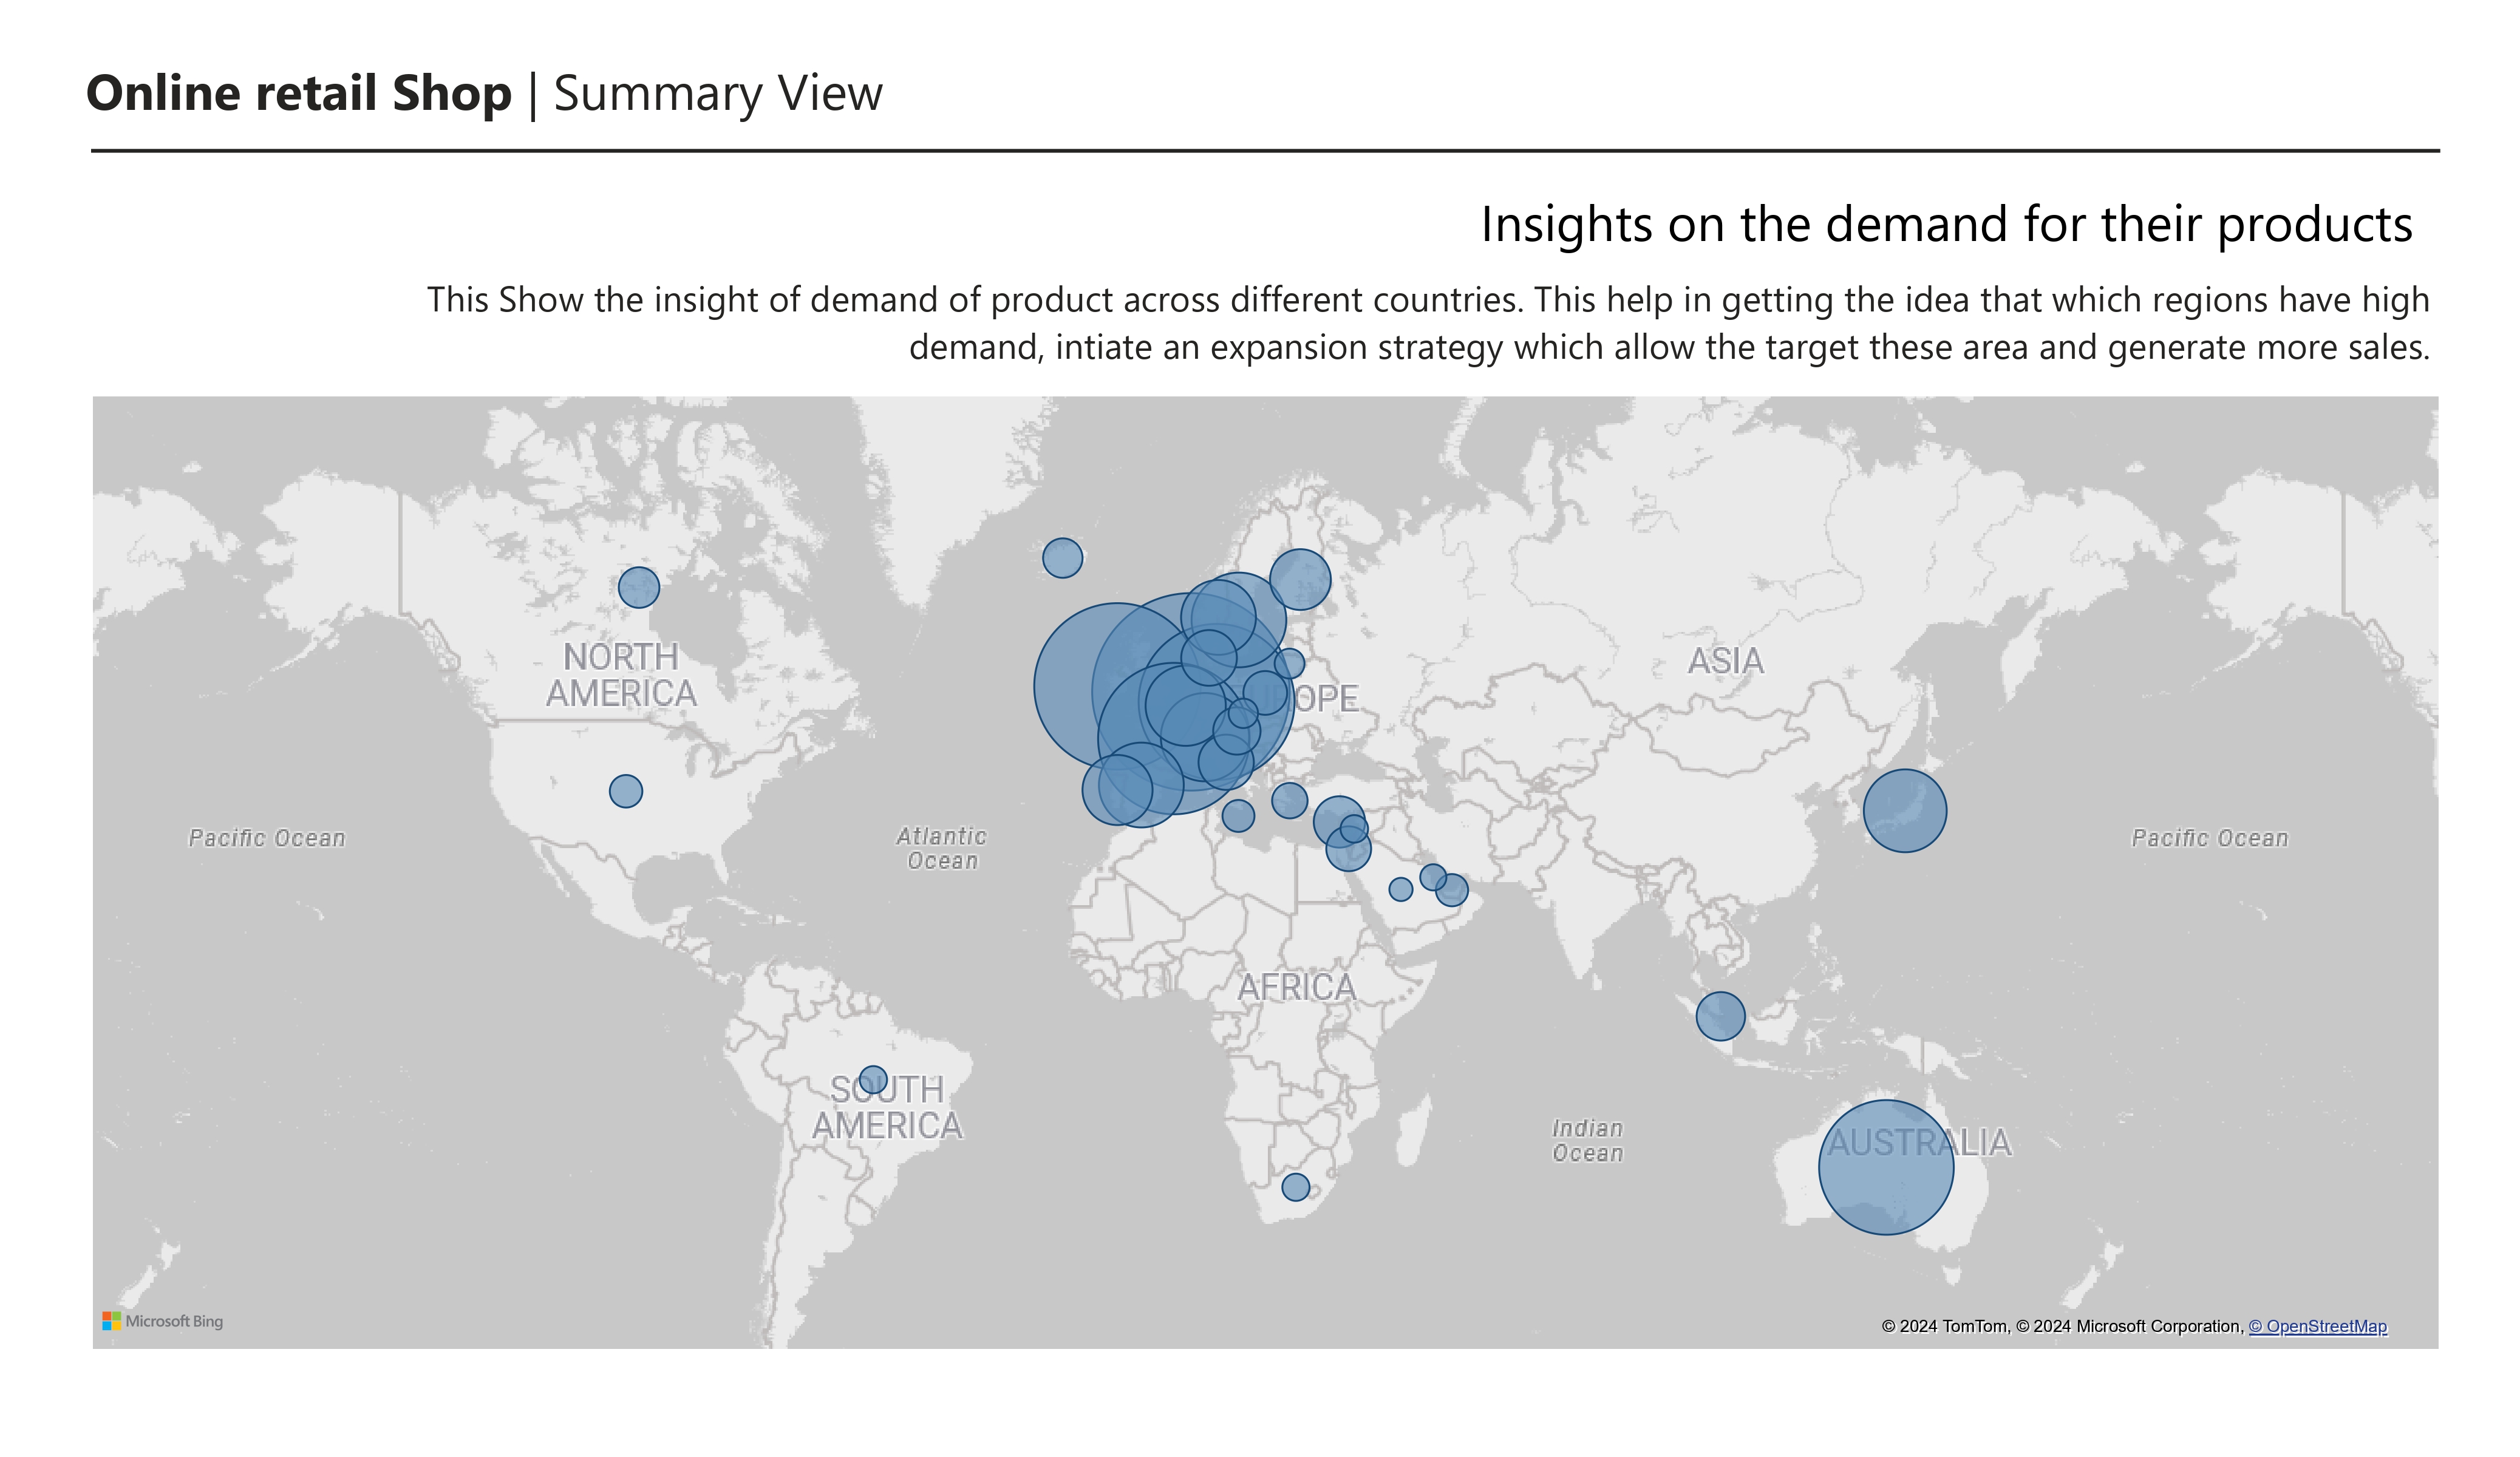 Online retail Shop | Summary View
Insights on the demand for their products
This Show the insight of demand of product across different countries. This help in getting the idea that which regions have high
demand, intiate an expansion strategy which allow the target these area and generate more sales.
NORTH
AMERICA
OPE
ASIA
Pacific Ocean
Atlantic
Ocean
Pacific Ocean
AFRICA
SOUTH
AMERICA
Indian
Ocean
AUSTRALIA
Microsoft Bing
© 2024 TomTom, © 2024 Microsoft Corporation, © OpenStreetMap